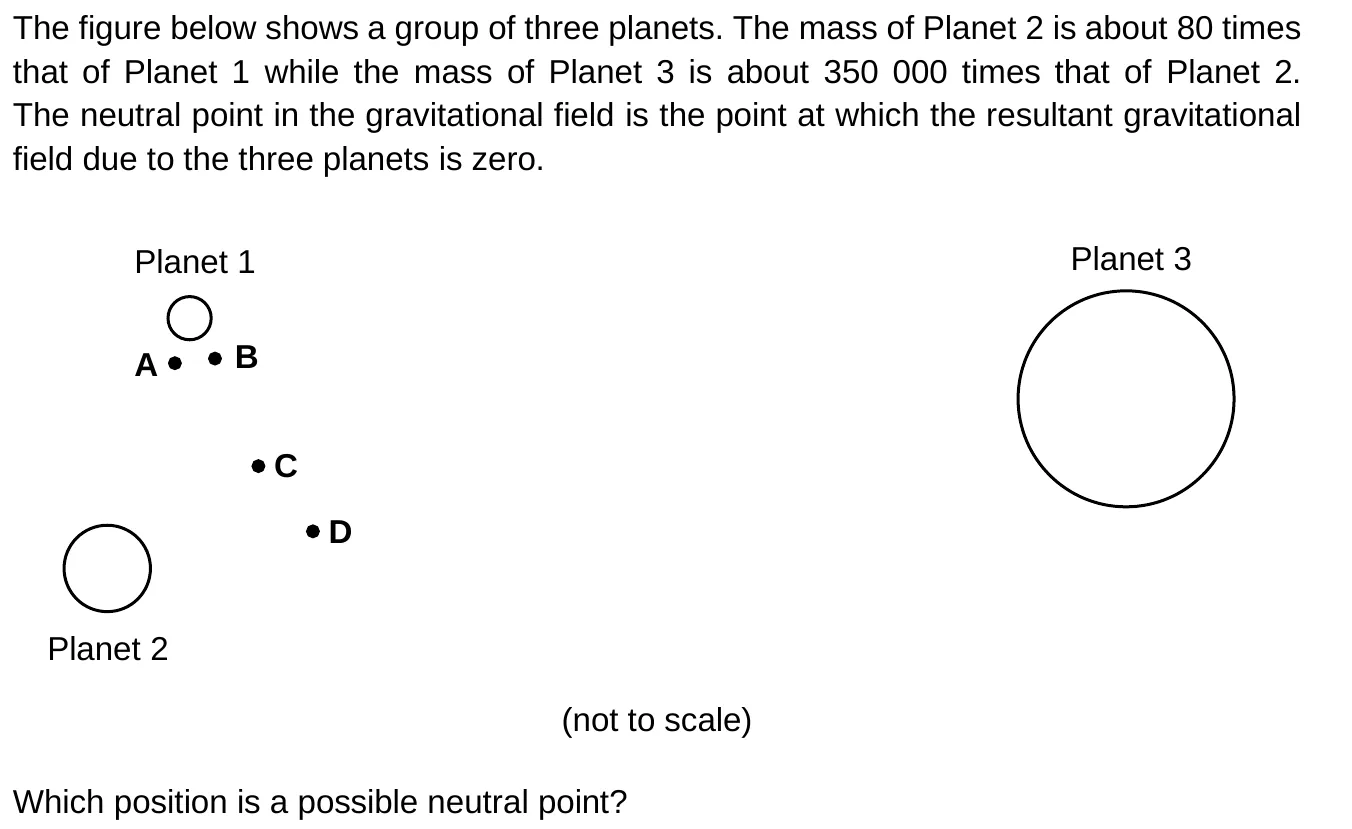 The figure below shows a group of three planets. The mass of Planet 2 is about 80 times
that of Planet 1 while the mass of Planet 3 is about 350 000 times that of Planet 2.
The neutral point in the gravitational field is the point at which the resultant gravitational
field due to the three planets is zero.
Planet 1
Planet 3
A
B
C
D
Planet 2
(not to scale)
Which position is a possible neutral point?